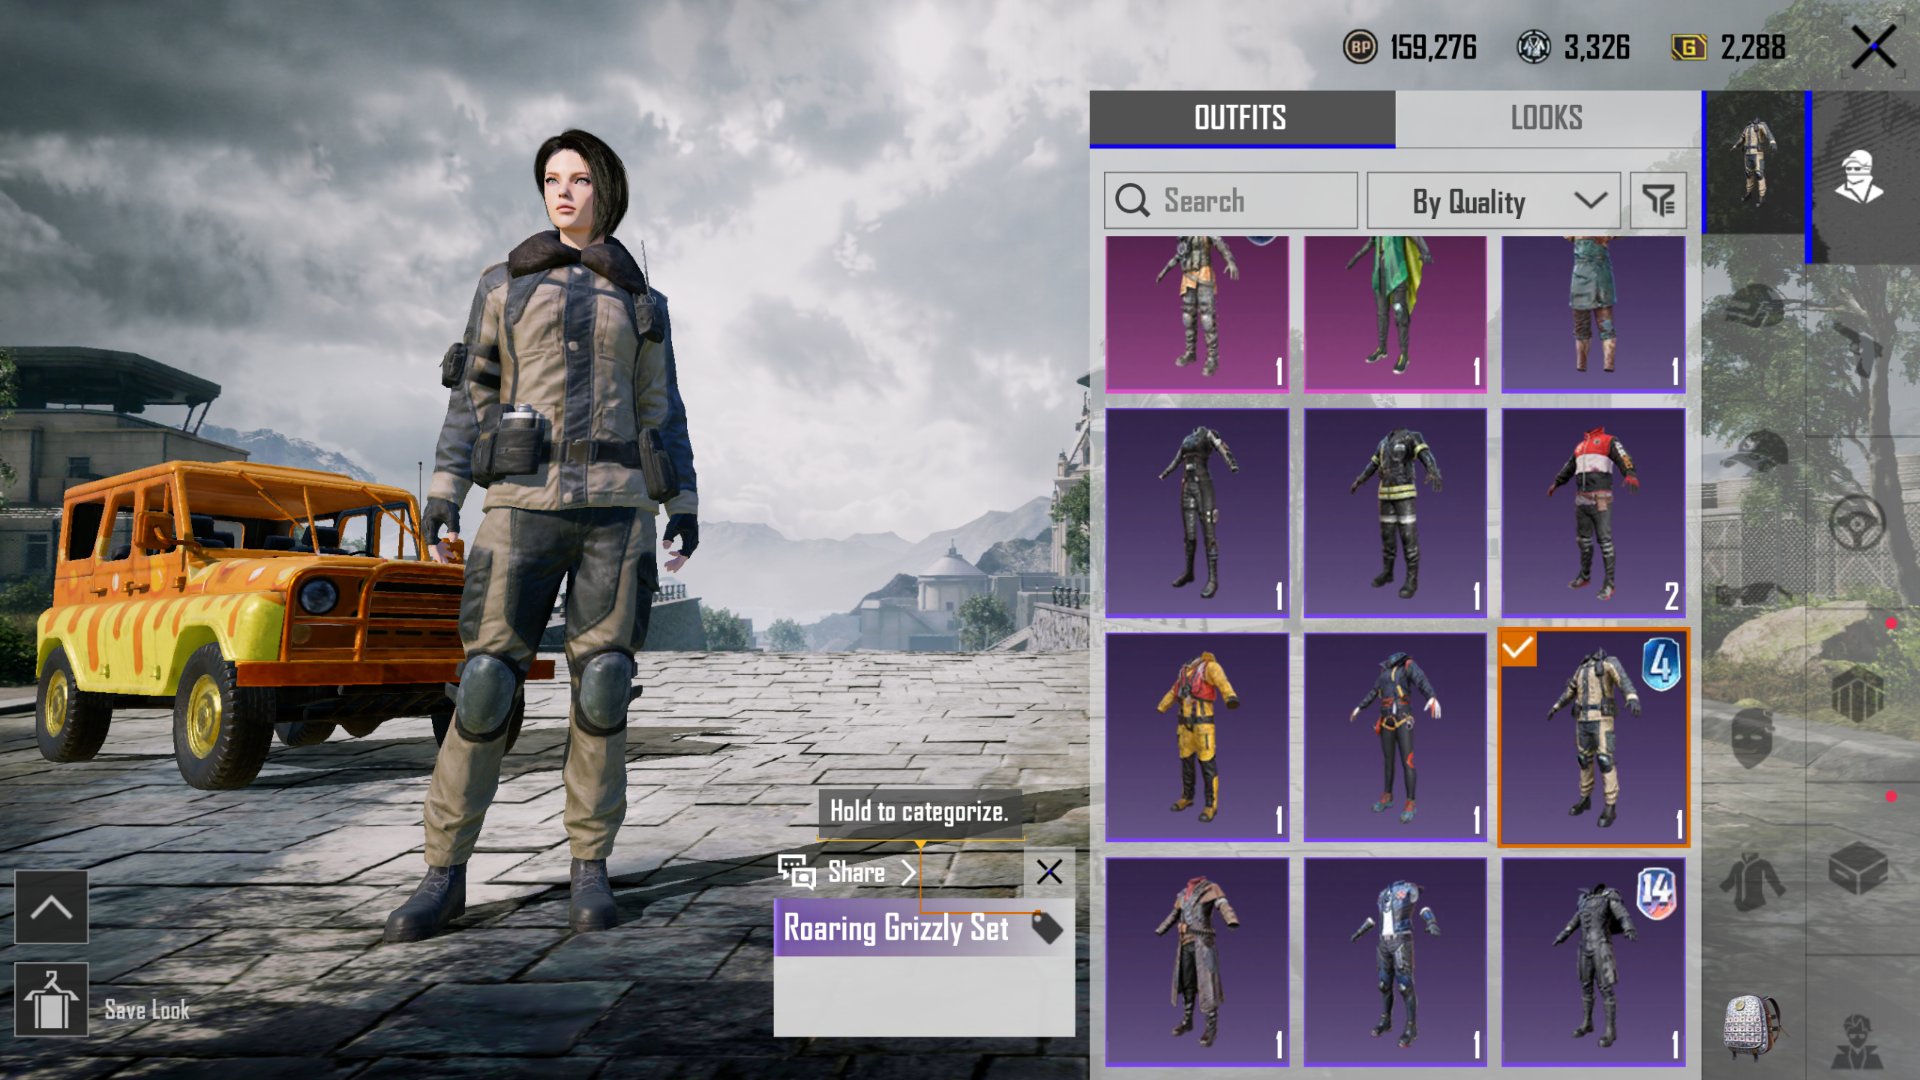 BP 159,276 3,326 G 2,288
OUTFITS LOOKS
Search By Quality
1 1 1
1 1 2
4
1 1 1
14
1 1 1
Hold to categorize.
Share
Roaring Grizzly Set
Save Look